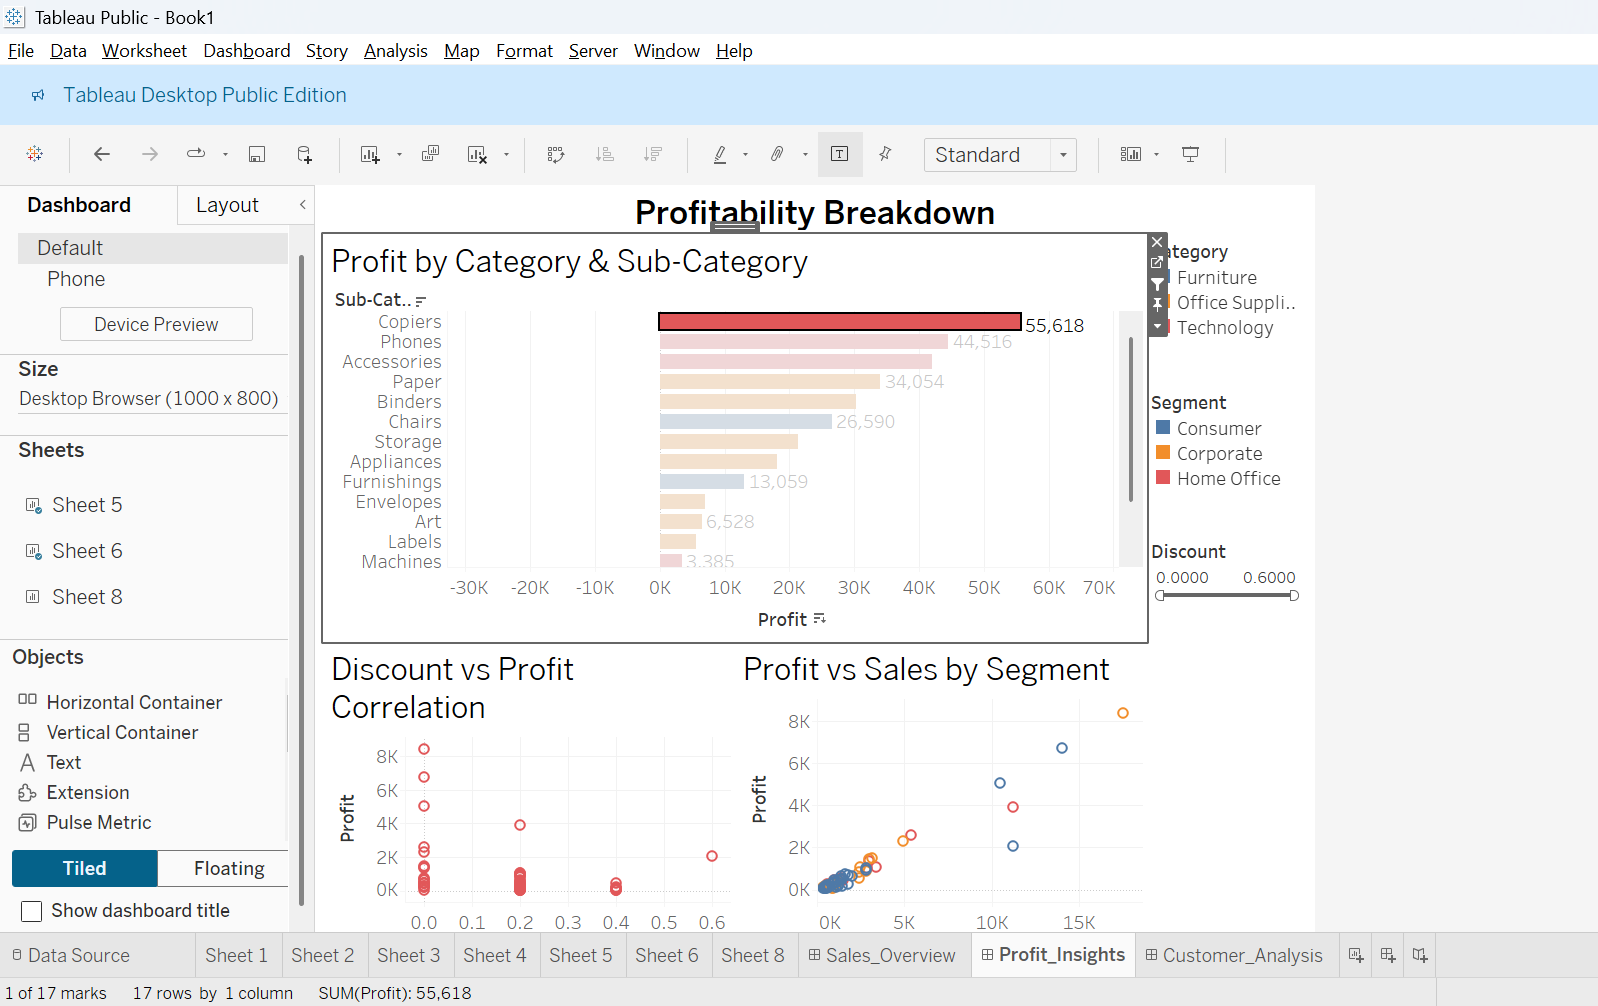 Tableau Public - Book1
File Data Worksheet Dashboard Story Analysis Map Format Server Window Help
Tableau Desktop Public Edition
Standard
Dashboard Layout
Default
Phone
Device Preview
Size
Desktop Browser (1000 x 800)
Sheets
Sheet 5
Sheet 6
Sheet 8
Objects
Horizontal Container
Vertical Container
Text
Extension
Pulse Metric
Tiled Floating
Show dashboard title
Profitability Breakdown
Profit by Category & Sub-Category
Sub-Cat..
Copiers 55,618
Phones 44,516
Accessories
Paper 34,054
Binders
Chairs 26,590
Storage
Appliances
Furnishings 13,059
Envelopes
Art 6,528
Labels
Machines 3,385
-30K -20K -10K 0K 10K 20K 30K 40K 50K 60K 70K
Profit
ategory
Furniture
Office Suppli..
Technology
Segment
Consumer
Corporate
Home Office
Discount
0.0000 0.6000
Discount vs Profit
Correlation
Profit
8K
6K
4K
2K
0K
0.0 0.1 0.2 0.3 0.4 0.5 0.6
Profit vs Sales by Segment
Profit
8K
6K
4K
2K
0K
0K 5K 10K 15K
Data Source Sheet 1 Sheet 2 Sheet 3 Sheet 4 Sheet 5 Sheet 6 Sheet 8 Sales_Overview Profit_Insights Customer_Analysis
1 of 17 marks 17 rows by 1 column SUM(Profit): 55,618